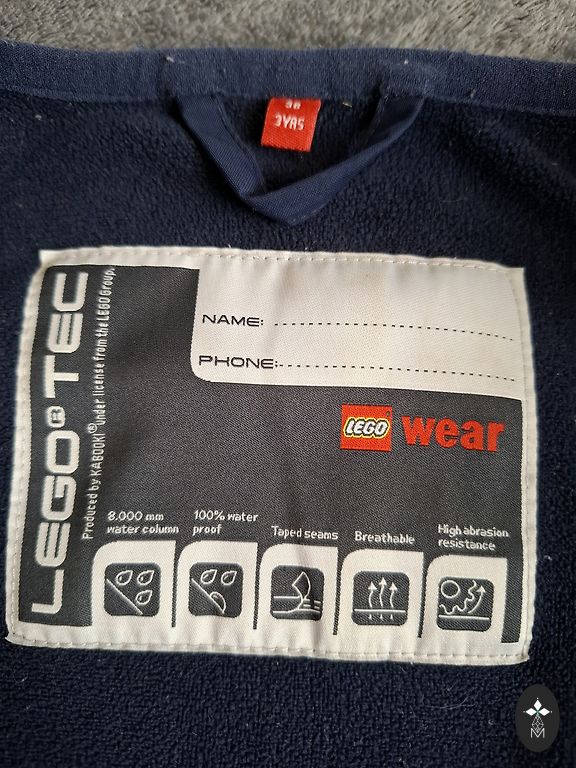 98
3YRS
NAME:
PHONE:
LEGO® TEC
Produced by KABOOKI® under license from the LEGO Group.
LEGO® wear
8.000 mm
water column
100% water
proof
Taped seams
Breathable
High abrasion
resistance
M